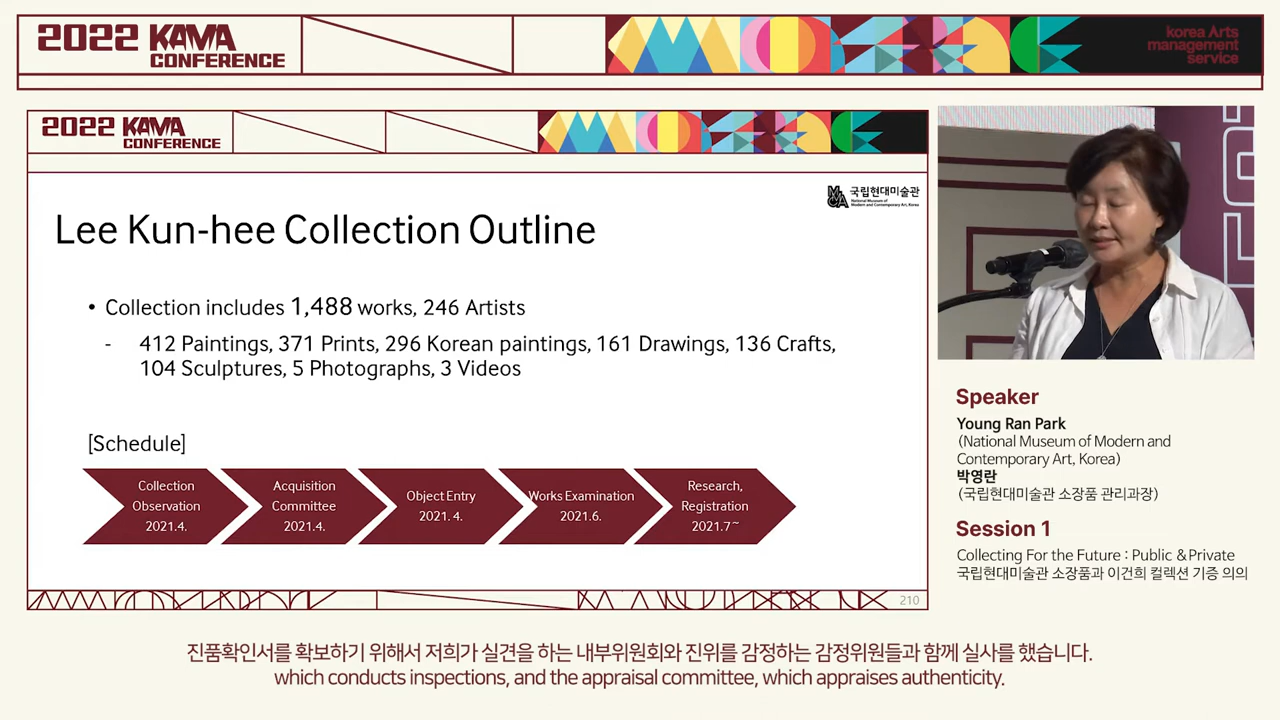 2022 KAMA
CONFERENCE
korea Arts
management
service
2022 KAMA
CONFERENCE
MMCA 국립현대미술관
National Museum of
Modern and Contemporary Art, Korea
Lee Kun-hee Collection Outline
• Collection includes 1,488 works, 246 Artists
- 412 Paintings, 371 Prints, 296 Korean paintings, 161 Drawings, 136 Crafts,
104 Sculptures, 5 Photographs, 3 Videos
[Schedule]
Collection
Observation
2021.4.
Acquisition
Committee
2021.4.
Object Entry
2021. 4.
Works Examination
2021.6.
Research,
Registration
2021.7~
210
Speaker
Young Ran Park
(National Museum of Modern and
Contemporary Art, Korea)
박영란
(국립현대미술관 소장품 관리과장)
Session 1
Collecting For the Future : Public & Private
국립현대미술관 소장품과 이건희 컬렉션 기증 의의
진품확인서를 확보하기 위해서 저희가 실견을 하는 내부위원회와 진위를 감정하는 감정위원들과 함께 실사를 했습니다.
which conducts inspections, and the appraisal committee, which appraises authenticity.